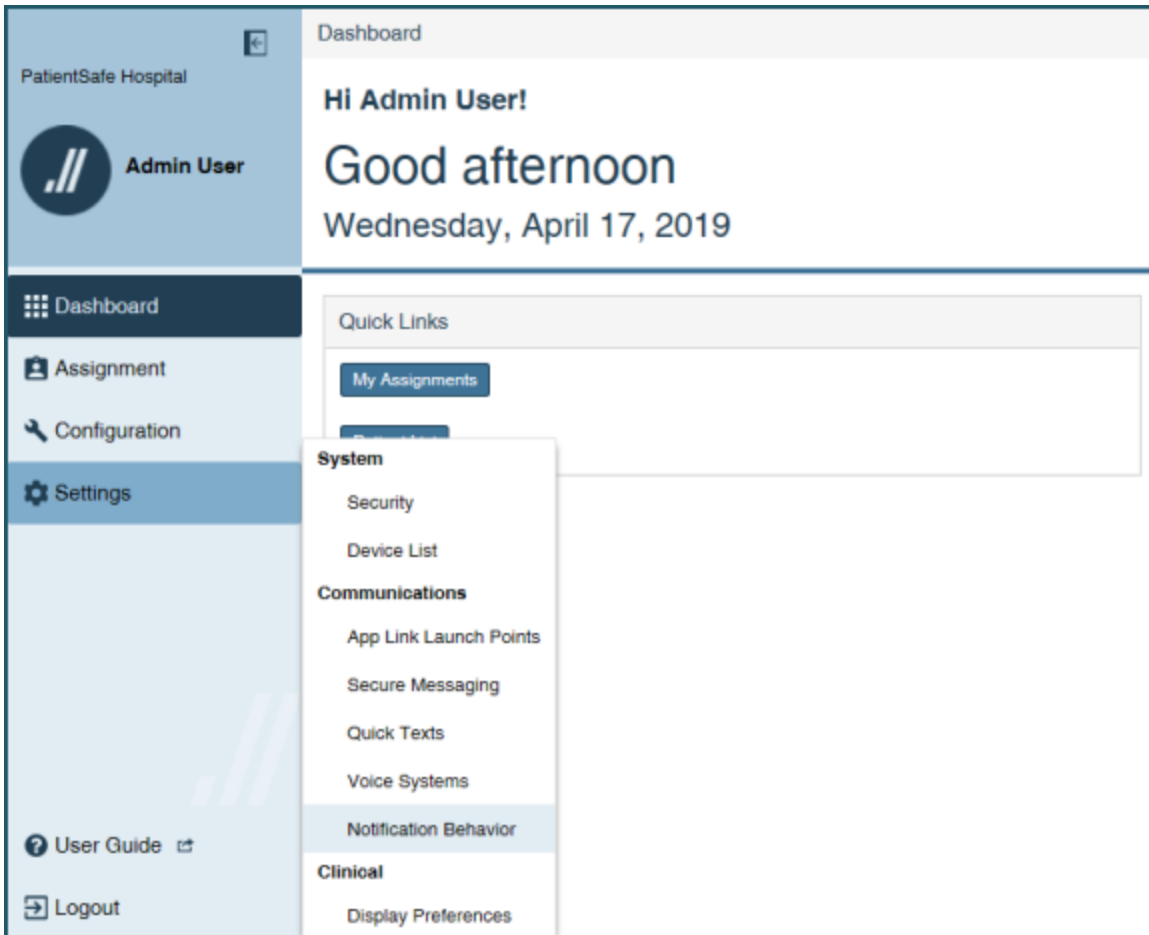 PatientSafe Hospital
Admin User
Dashboard
Assignment
Configuration
Settings
User Guide
Logout
Dashboard
Hi Admin User!
Good afternoon
Wednesday, April 17, 2019
Quick Links
My Assignments
System
Security
Device List
Communications
App Link Launch Points
Secure Messaging
Quick Texts
Voice Systems
Notification Behavior
Clinical
Display Preferences